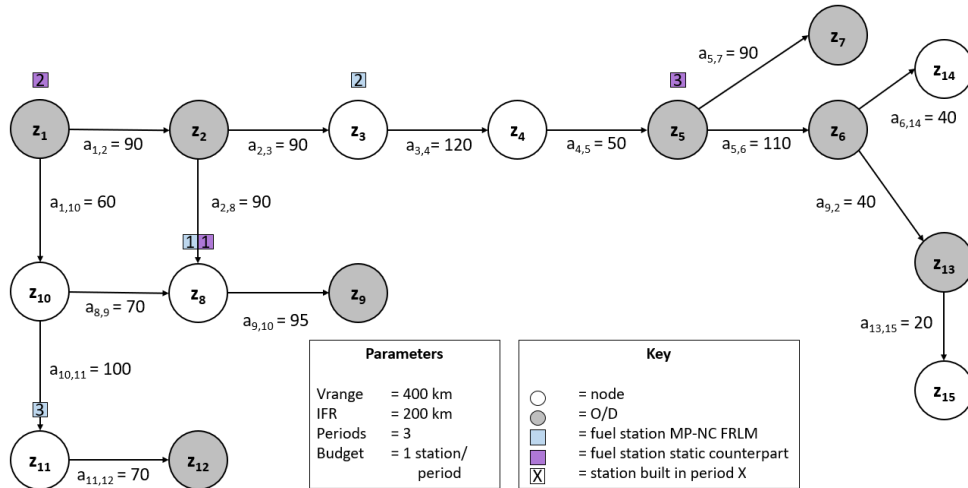 z7
a5,7 = 90
z14
2
2
3
z1
z2
z3
z4
z5
z6
a1,2 = 90
a2,3 = 90
a3,4 = 120
a4,5 = 50
a5,6 = 110
a6,14 = 40
a1,10 = 60
a2,8 = 90
a9,2 = 40
1 1
z10
z8
z9
z13
a8,9 = 70
a9,10 = 95
a13,15 = 20
a10,11 = 100
3
z15
z11
z12
a11,12 = 70
Parameters
Vrange = 400 km
IFR = 200 km
Periods = 3
Budget = 1 station/
period
Key
= node
= O/D
= fuel station MP-NC FRLM
= fuel station static counterpart
X = station built in period X